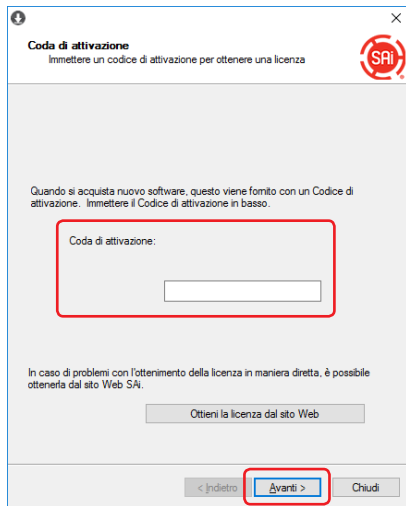 Coda di attivazione
Immettere un codice di attivazione per ottenere una licenza
SAi
Quando si acquista nuovo software, questo viene fornito con un Codice di
attivazione. Immettere il Codice di attivazione in basso.
Coda di attivazione:
In caso di problemi con l'ottenimento della licenza in maniera diretta, è possibile
ottenerla dal sito Web SAi.
Ottieni la licenza dal sito Web
< Indietro
Avanti >
Chiudi